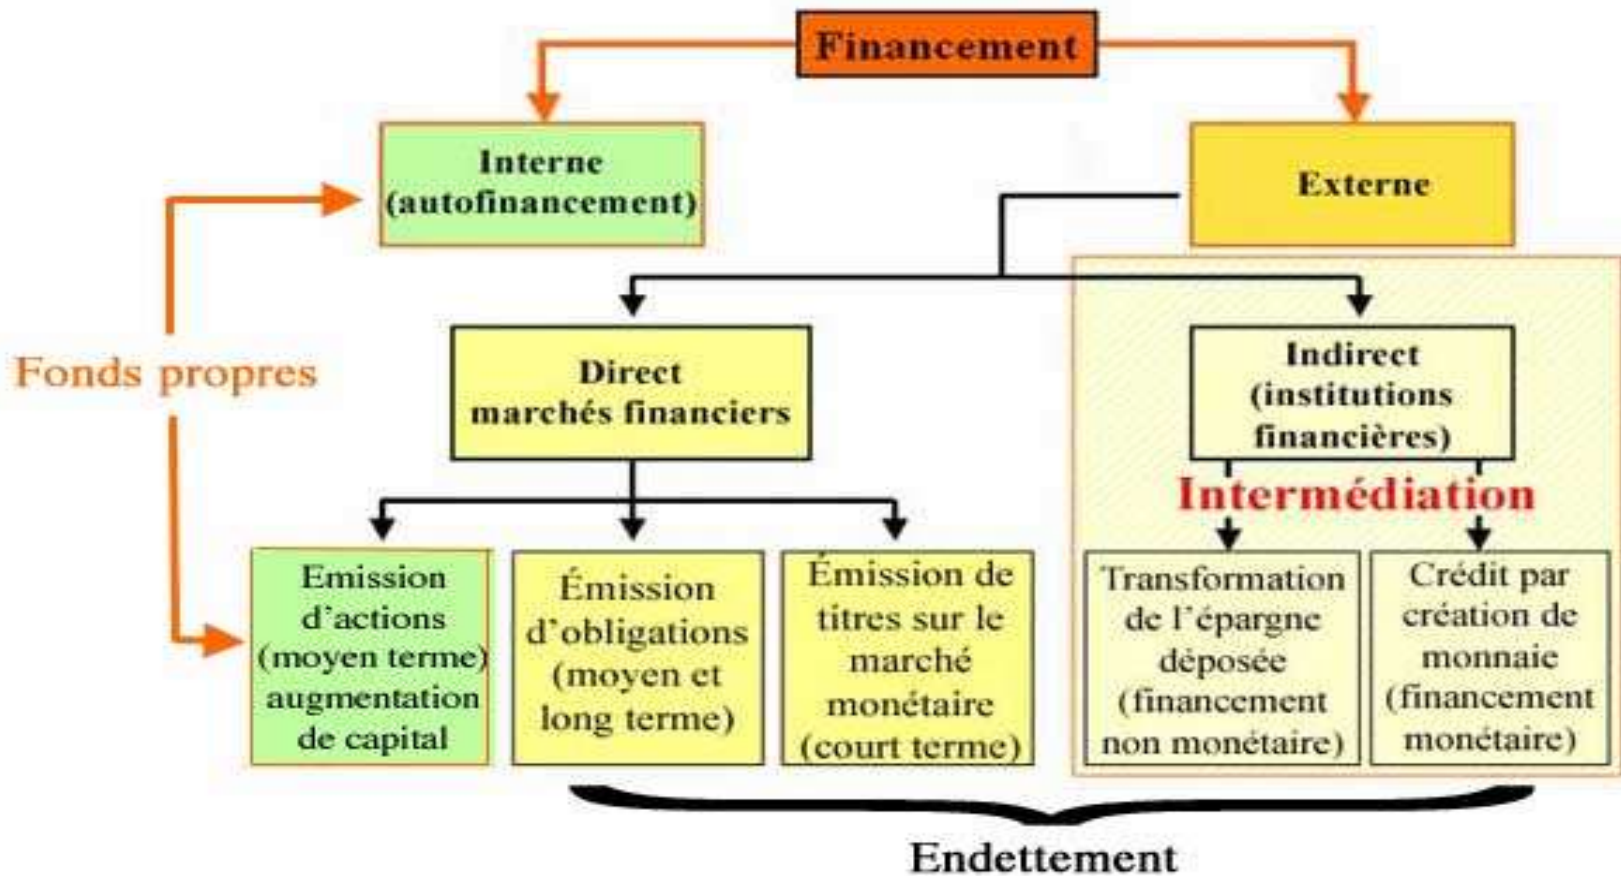 Financement
Interne
(autofinancement)
Externe
Fonds propres
Direct
marchés financiers
Indirect
(institutions
financières)
Intermédiation
Emission
d'actions
(moyen terme)
augmentation
de capital
Émission
d'obligations
(moyen et
long terme)
Émission de
titres sur le
marché
monétaire
(court terme)
Transformation
de l'épargne
déposée
(financement
non monétaire)
Crédit par
création de
monnaie
(financement
monétaire)
Endettement